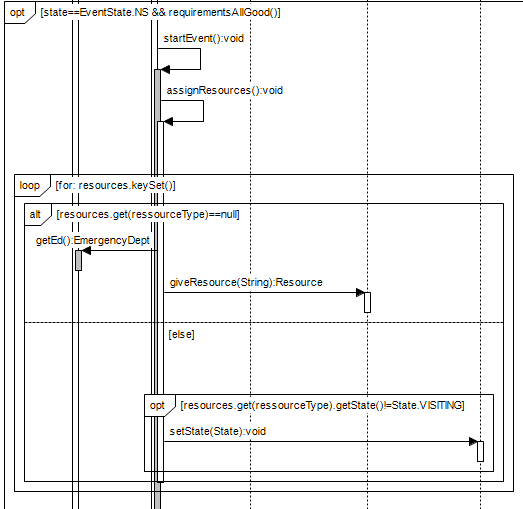 opt [state==EventState.NS && requirementsAllGood()]
startEvent():void
assignResources():void
loop [for: resources.keySet()]
alt [resources.get(ressourceType)==null]
getEd():EmergencyDept
giveResource(String):Resource
[else]
opt [resources.get(ressourceType).getState()!=State.VISITING]
setState(State):void